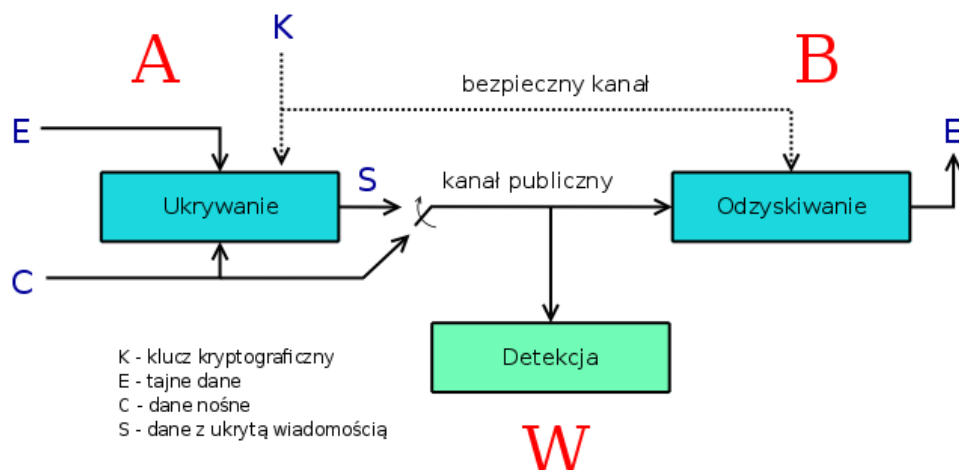 K
A
B
bezpieczny kanał
E
E
S
kanał publiczny
Ukrywanie
Odzyskiwanie
C
Detekcja
K - klucz kryptograficzny
E - tajne dane
C - dane nośne
S - dane z ukrytą wiadomością
W